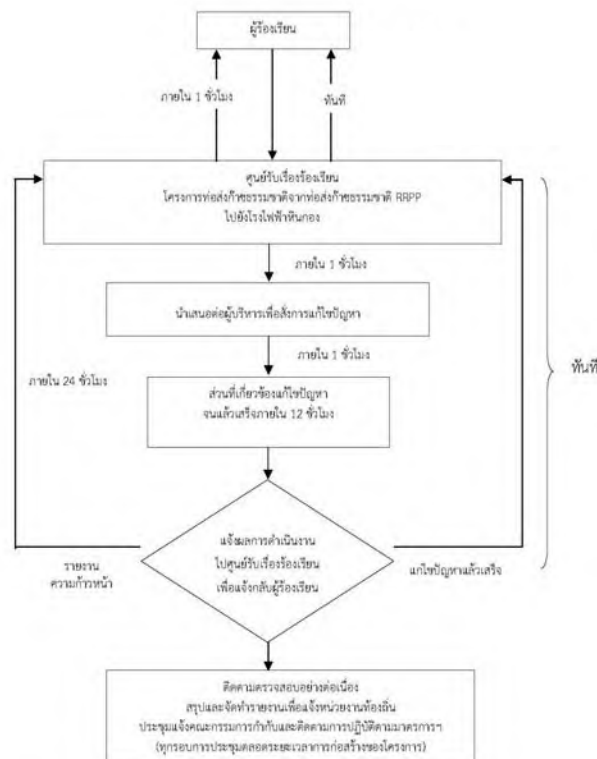 ผู้ร้องเรียน
ภายใน 1 ชั่วโมง
ทันที
ศูนย์รับเรื่องร้องเรียน
โครงการท่อส่งก๊าซธรรมชาติจากท่อส่งก๊าซธรรมชาติ RRPP
ไปยังโรงไฟฟ้าหินกอง
ภายใน 1 ชั่วโมง
นำเสนอต่อผู้บริหารเพื่อสั่งการแก้ไขปัญหา
ภายใน 1 ชั่วโมง
ภายใน 24 ชั่วโมง
ทันที
ส่วนที่เกี่ยวข้องแก้ไขปัญหา
จนแล้วเสร็จภายใน 12 ชั่วโมง
แจ้งผลการดำเนินงาน
ไปศูนย์รับเรื่องร้องเรียน
เพื่อแจ้งกลับผู้ร้องเรียน
รายงาน
ความก้าวหน้า
แก้ไขปัญหาแล้วเสร็จ
ติดตามตรวจสอบอย่างต่อเนื่อง
สรุปและจัดทำรายงานเพื่อแจ้งหน่วยงานท้องถิ่น
ประชุมแจ้งคณะกรรมการกำกับและติดตามการปฏิบัติตามมาตรการฯ
(ทุกรอบการประชุมตลอดระยะเวลาการก่อสร้างของโครงการ)